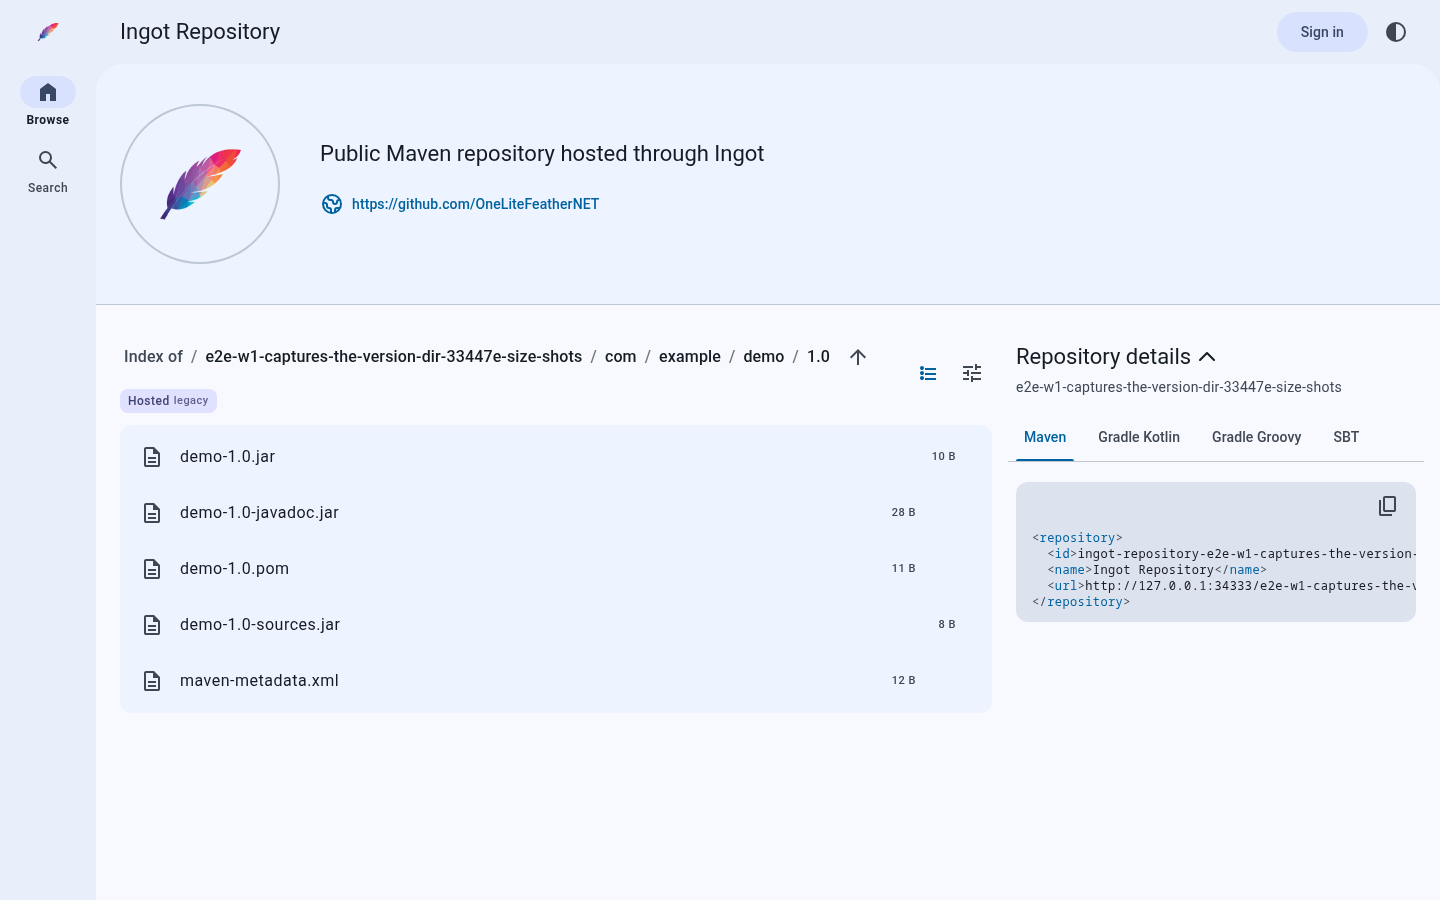 Ingot Repository
Sign in
Browse
Search
Public Maven repository hosted through Ingot
https://github.com/OneLiteFeatherNET
Index of / e2e-w1-captures-the-version-dir-33447e-size-shots / com / example / demo / 1.0
Hosted legacy
demo-1.0.jar 10 B
demo-1.0-javadoc.jar 28 B
demo-1.0.pom 11 B
demo-1.0-sources.jar 8 B
maven-metadata.xml 12 B
Repository details
e2e-w1-captures-the-version-dir-33447e-size-shots
Maven Gradle Kotlin Gradle Groovy SBT
<repository>
<id>ingot-repository-e2e-w1-captures-the-version-
<name>Ingot Repository</name>
<url>http://127.0.0.1:34333/e2e-w1-captures-the-v
</repository>